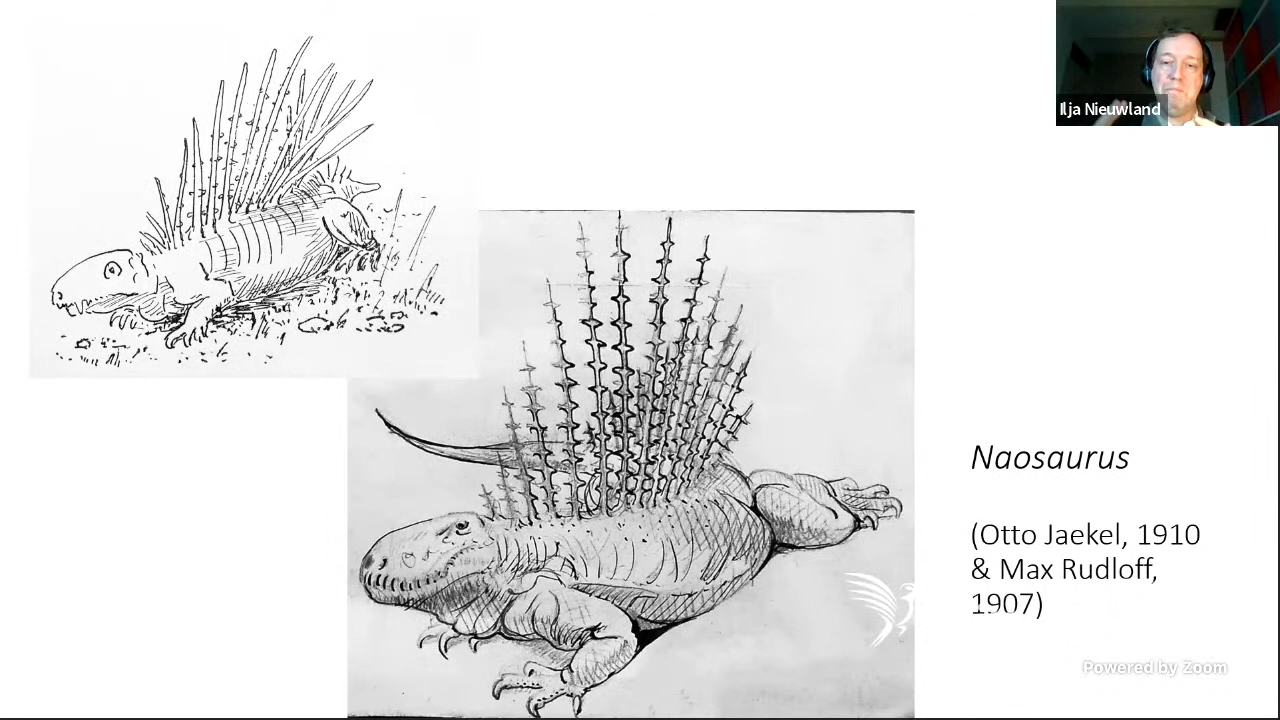 Ilja Nieuwland
Naosaurus
(Otto Jaekel, 1910
& Max Rudloff,
1907)
Powered by Zoom